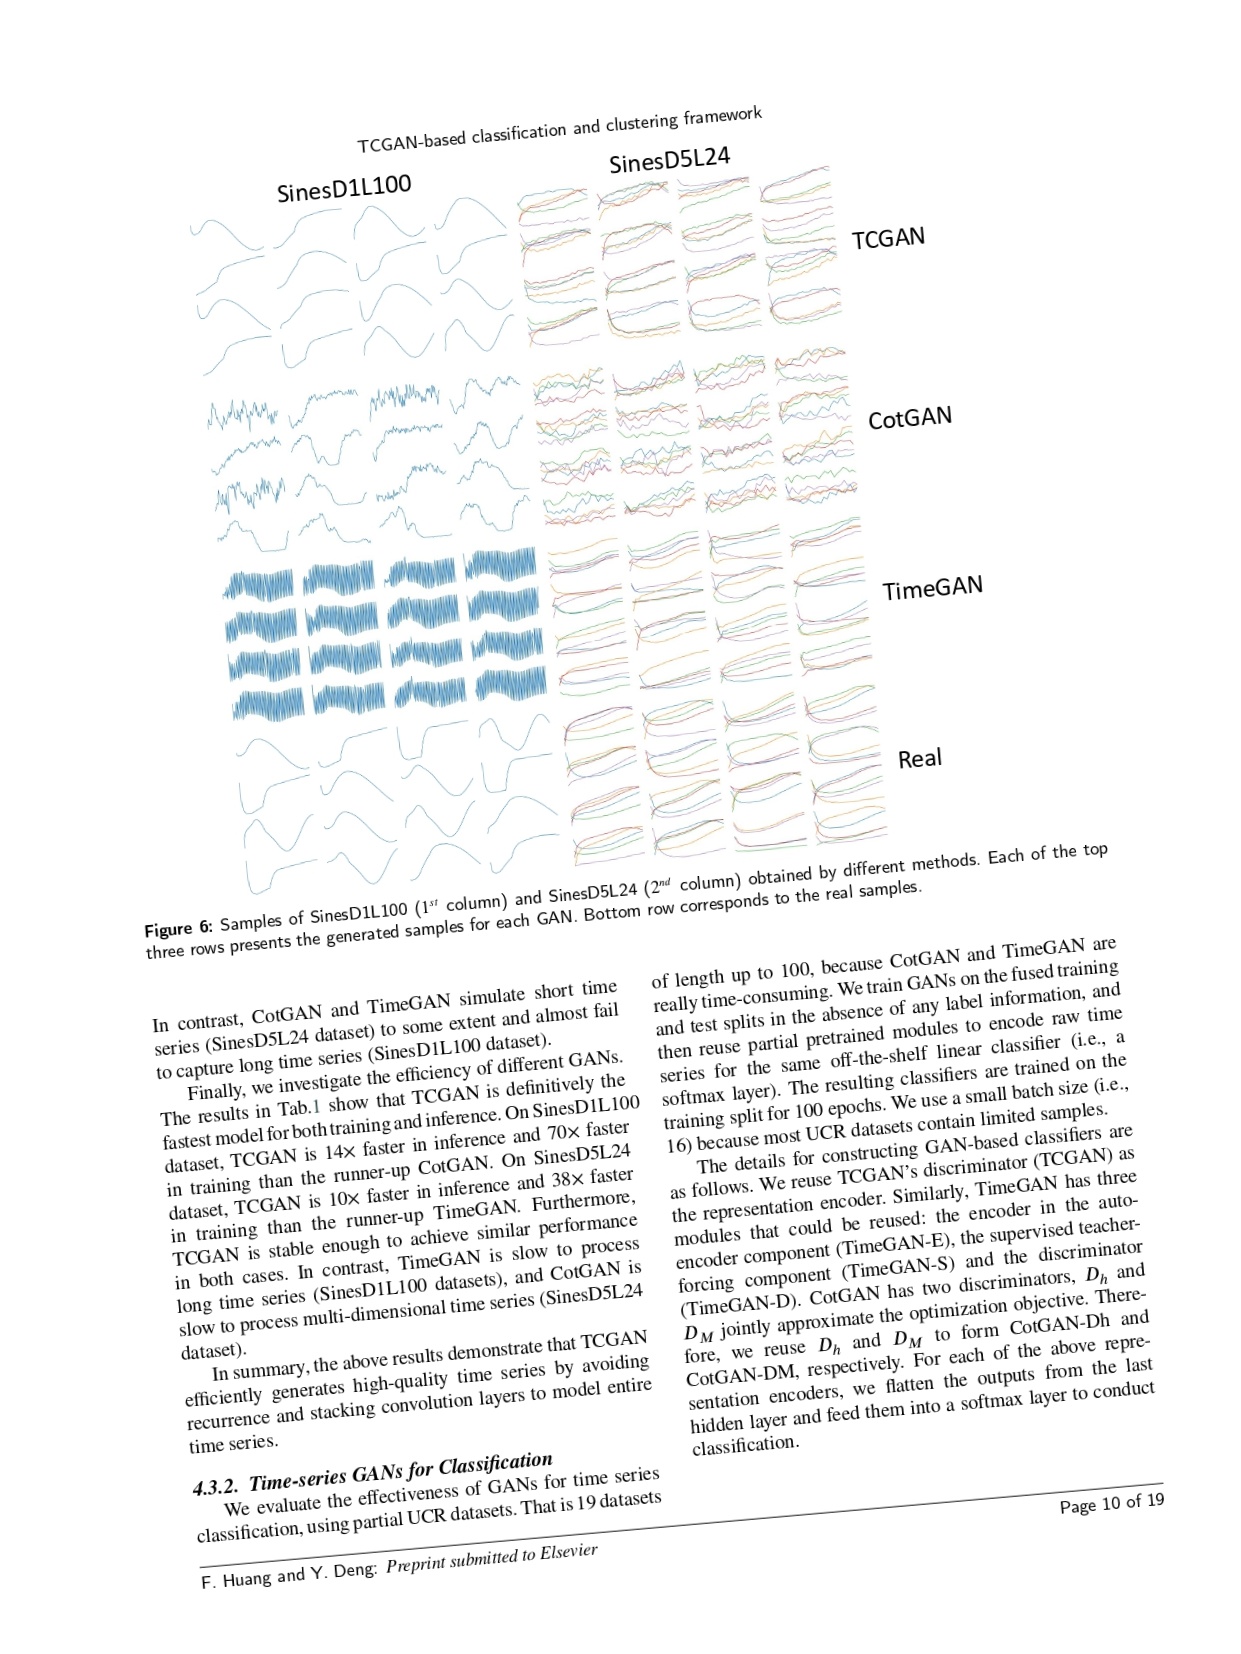 TCGAN-based classification and clustering framework
SinesD1L100
SinesD5L24
TCGAN
CotGAN
TimeGAN
Real
Figure 6: Samples of SinesD1L100 (1st column) and SinesD5L24 (2nd column) obtained by different methods. Each of the top
three rows presents the generated samples for each GAN. Bottom row corresponds to the real samples.
In contrast, CotGAN and TimeGAN simulate short time
series (SinesD5L24 dataset) to some extent and almost fail
to capture long time series (SinesD1L100 dataset).
Finally, we investigate the efficiency of different GANs.
The results in Tab.1 show that TCGAN is definitively the
fastest model for both training and inference. On SinesD1L100
dataset, TCGAN is 14× faster in inference and 70× faster
in training than the runner-up CotGAN. On SinesD5L24
dataset, TCGAN is 10× faster in inference and 38× faster
in training than the runner-up TimeGAN. Furthermore,
TCGAN is stable enough to achieve similar performance
in both cases. In contrast, TimeGAN is slow to process
long time series (SinesD1L100 datasets), and CotGAN is
slow to process multi-dimensional time series (SinesD5L24
dataset).
In summary, the above results demonstrate that TCGAN
efficiently generates high-quality time series by avoiding
recurrence and stacking convolution layers to model entire
time series.
4.3.2. Time-series GANs for Classification
We evaluate the effectiveness of GANs for time series
classification, using partial UCR datasets. That is 19 datasets
of length up to 100, because CotGAN and TimeGAN are
really time-consuming. We train GANs on the fused training
and test splits in the absence of any label information, and
then reuse partial pretrained modules to encode raw time
series for the same off-the-shelf linear classifier (i.e., a
softmax layer). The resulting classifiers are trained on the
training split for 100 epochs. We use a small batch size (i.e.,
16) because most UCR datasets contain limited samples.
The details for constructing GAN-based classifiers are
as follows. We reuse TCGAN's discriminator (TCGAN) as
the representation encoder. Similarly, TimeGAN has three
modules that could be reused: the encoder in the auto-
encoder component (TimeGAN-E), the supervised teacher-
forcing component (TimeGAN-S) and the discriminator
(TimeGAN-D). CotGAN has two discriminators, Dh and
DM jointly approximate the optimization objective. There-
fore, we reuse Dh and DM to form CotGAN-Dh and
CotGAN-DM, respectively. For each of the above repre-
sentation encoders, we flatten the outputs from the last
hidden layer and feed them into a softmax layer to conduct
classification.
F. Huang and Y. Deng: Preprint submitted to Elsevier
Page 10 of 19